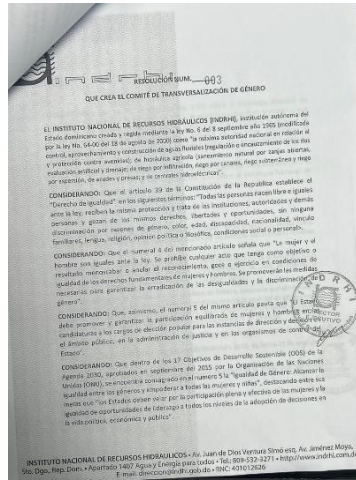 indrhi
RESOLUCIÓN NUM. 003
QUE CREA EL COMITÉ DE TRANSVERSALIZACIÓN DE GÉNERO
EL INSTITUTO NACIONAL DE RECURSOS HIDRÁULICOS (INDRHI), institución autónoma del
Estado dominicano creada y regida mediante la ley No. 6 del 8 septiembre año 1965 (modificada
por la ley No. 64-00 del 18 de agosto de 2000) como "la máxima autoridad nacional en relación al
control, aprovechamiento y construcción de aguas fluviales (regulación e encauzamiento de los ríos
y protección contra avenidas); de hidráulica agrícola (saneamiento natural por zanjas abiertas,
evaluación artificial y drenaje; de riego por infiltración, riego por canales, riego subterránea y riego
por expansión, de azudes y presas; y de centrales hidroeléctricas".
CONSIDERANDO: Que el artículo 39 de la Constitución de la Republica establece el
"Derecho de igualdad" en los siguientes términos: "Todas las personas nacen libre e iguales
ante la ley, reciben la misma protección y trato de las instituciones, autoridades y demás
personas y gozan de los mismos derechos, libertades y oportunidades, sin ninguna
discriminación por razones de género, color, edad, discapacidad, nacionalidad, vínculo
familiares, lengua, religión, opinión política o filosófica, condiciones social o personal».
CONSIDERANDO: Que el numeral 4 del mencionado artículo señala que "La mujer y el
hombre son iguales ante la ley. Se prohíbe cualquier acto que tenga como objetivo o
resultado menoscabar o anular el reconocimiento, goce o ejercicio en condiciones de
igualdad de los derechos fundamentales de mujeres y hombres. Se promoverán las medidas
necesarias para garantizar la erradicación de las desigualdades y la discriminación de
género".
CONSIDERANDO: Que, asimismo, el numeral 5 del mismo artículo pauta que "El Estado
debe promover y garantizar la participación equilibrada de mujeres y hombres en las
candidaturas a los cargos de elección popular para las instancias de dirección y decisión en
el ámbito público, en la administración de justicia y en los organismos de control del
Estado".
CONSIDERANDO: Que dentro de los 17 Objetivos de Desarrollo Sostenible (ODS) de la
Agenda 2030, aprobados en septiembre del 2015 por la Organización de las Naciones
Unidas (ONU), se encuentra consagrado en el numero 5 la "Igualdad de Género: Alcanzar la
igualdad entre los géneros y empoderar a todas las mujeres y niñas", destacando entre sus
metas que "los Estados deben velar por la participación plena y efectiva de las mujeres y la
igualdad de oportunidades de liderazgo a todos los niveles de la adopción de decisiones en
la vida política, económica y público".
INDRHI
DIRECTOR
EJECUTIVO
INSTITUTO NACIONAL DE RECURSOS HIDRAULICOS • Av. Juan de Dios Ventura Simó esq. Av. Jiménez Moya,
Sto. Dgo., Rep. Dom. • Apartado 1407 Agua y Energía para todos • Tel.: 809-532-3271 • http://www.indrhi.com.do
E-mail: direccion@indrhi.gob.do • RNC: 401012626